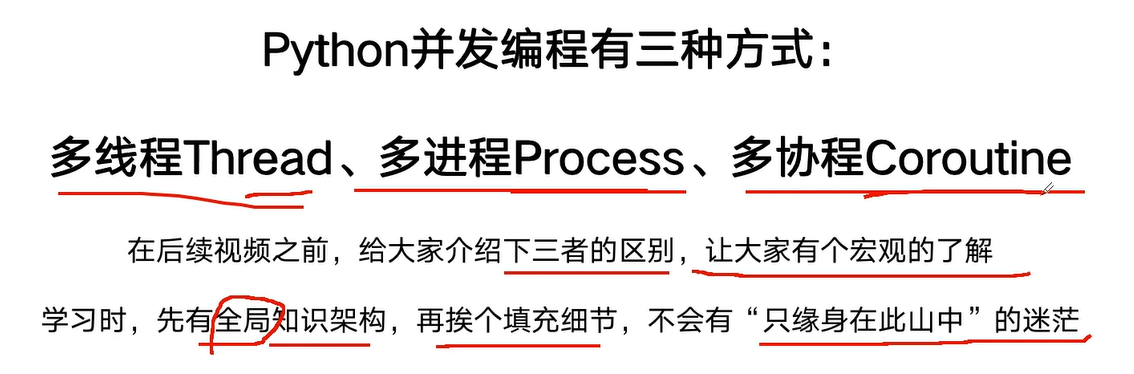 Python并发编程有三种方式：
多线程Thread、多进程Process、多协程Coroutine
在后续视频之前，给大家介绍下三者的区别，让大家有个宏观的了解
学习时，先有全局知识架构，再挨个填充细节，不会有“只缘身在此山中”的迷茫